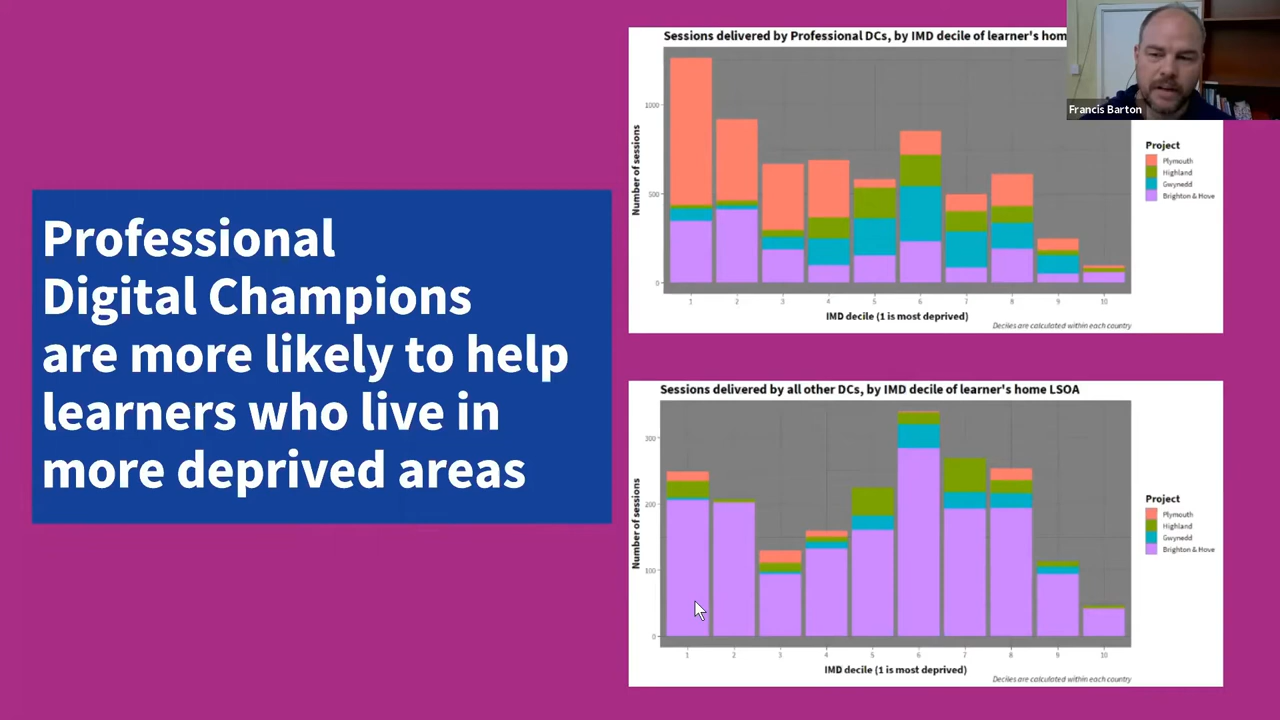 Professional
Digital Champions
are more likely to help
learners who live in
more deprived areas
Sessions delivered by Professional DCs, by IMD decile of learner's hom
Number of sessions
1000
500
0
1 2 3 4 5 6 7 8 9 10
IMD decile (1 is most deprived)
Deciles are calculated within each country
Project
Plymouth
Highland
Gwynedd
Brighton & Hove
Francis Barton
Sessions delivered by all other DCs, by IMD decile of learner's home LSOA
Number of sessions
300
200
100
0
1 2 3 4 5 6 7 8 9 10
IMD decile (1 is most deprived)
Deciles are calculated within each country
Project
Plymouth
Highland
Gwynedd
Brighton & Hove